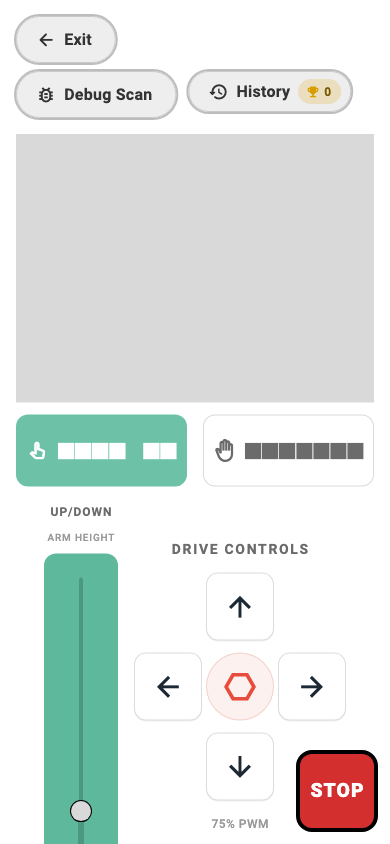 Exit
Debug Scan
History 0
UP/DOWN
ARM HEIGHT
DRIVE CONTROLS
STOP
75% PWM